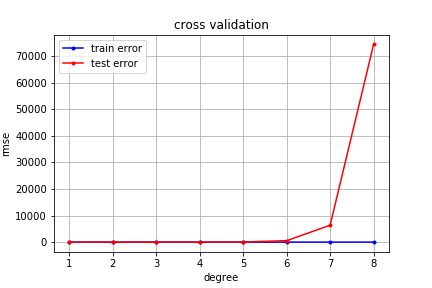 cross validation
train error
test error
70000
60000
50000
40000
30000
20000
10000
0
rmse
1 2 3 4 5 6 7 8
degree